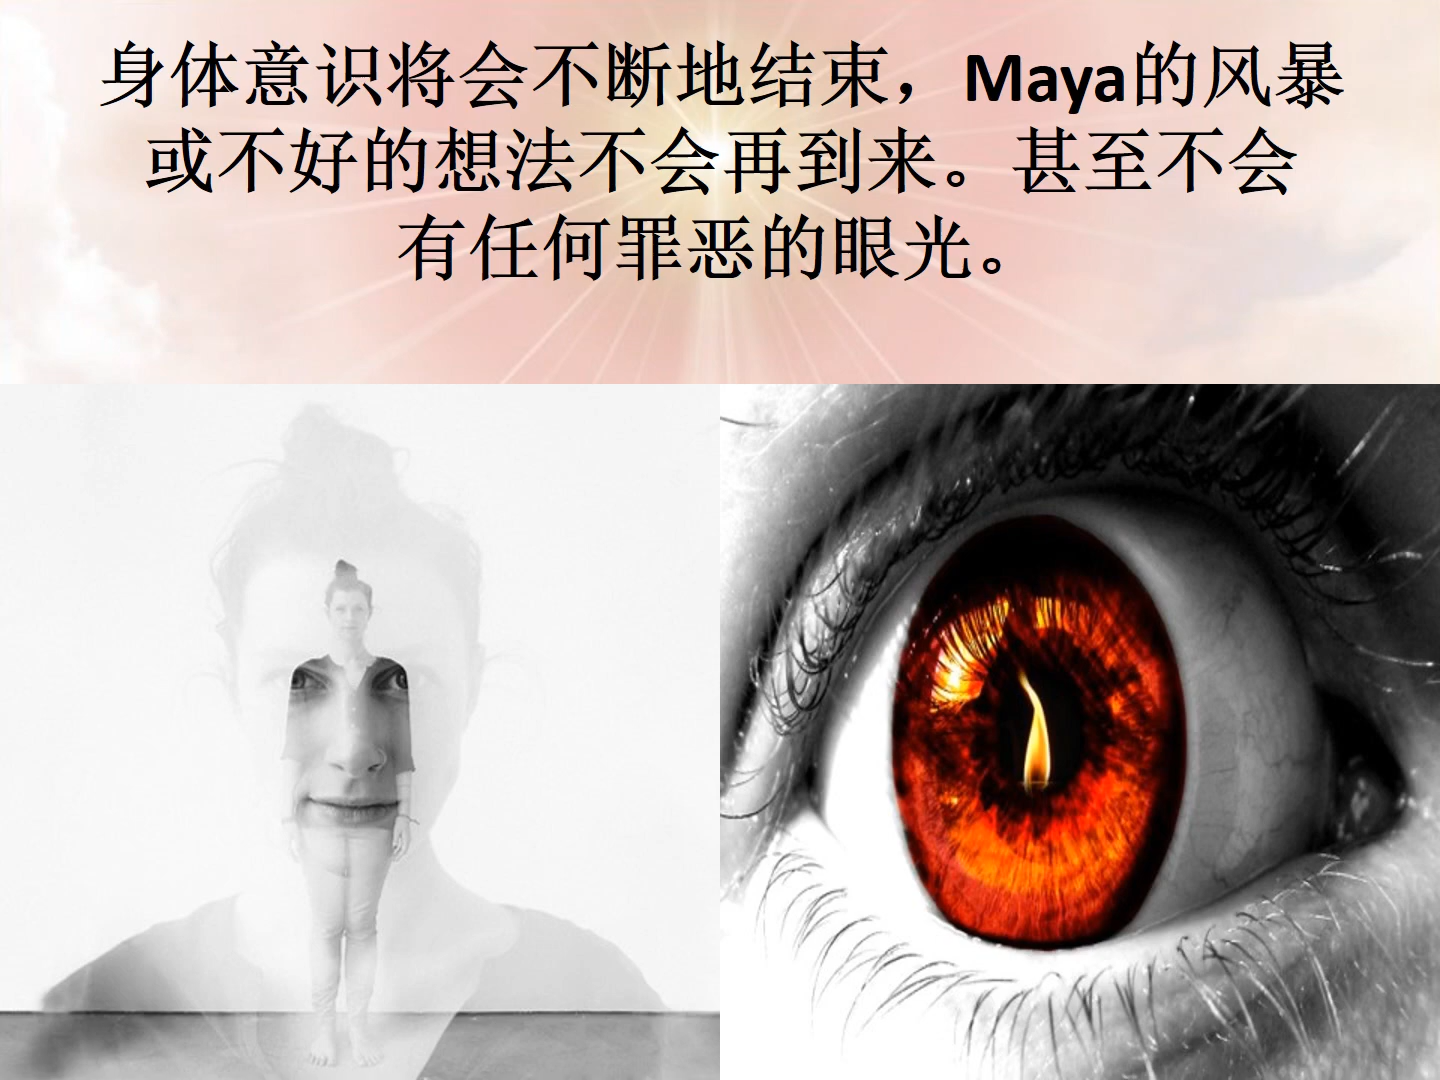 身体意识将会不断地结束，Maya的风暴
或不好的想法不会再到来。甚至不会
有任何罪恶的眼光。